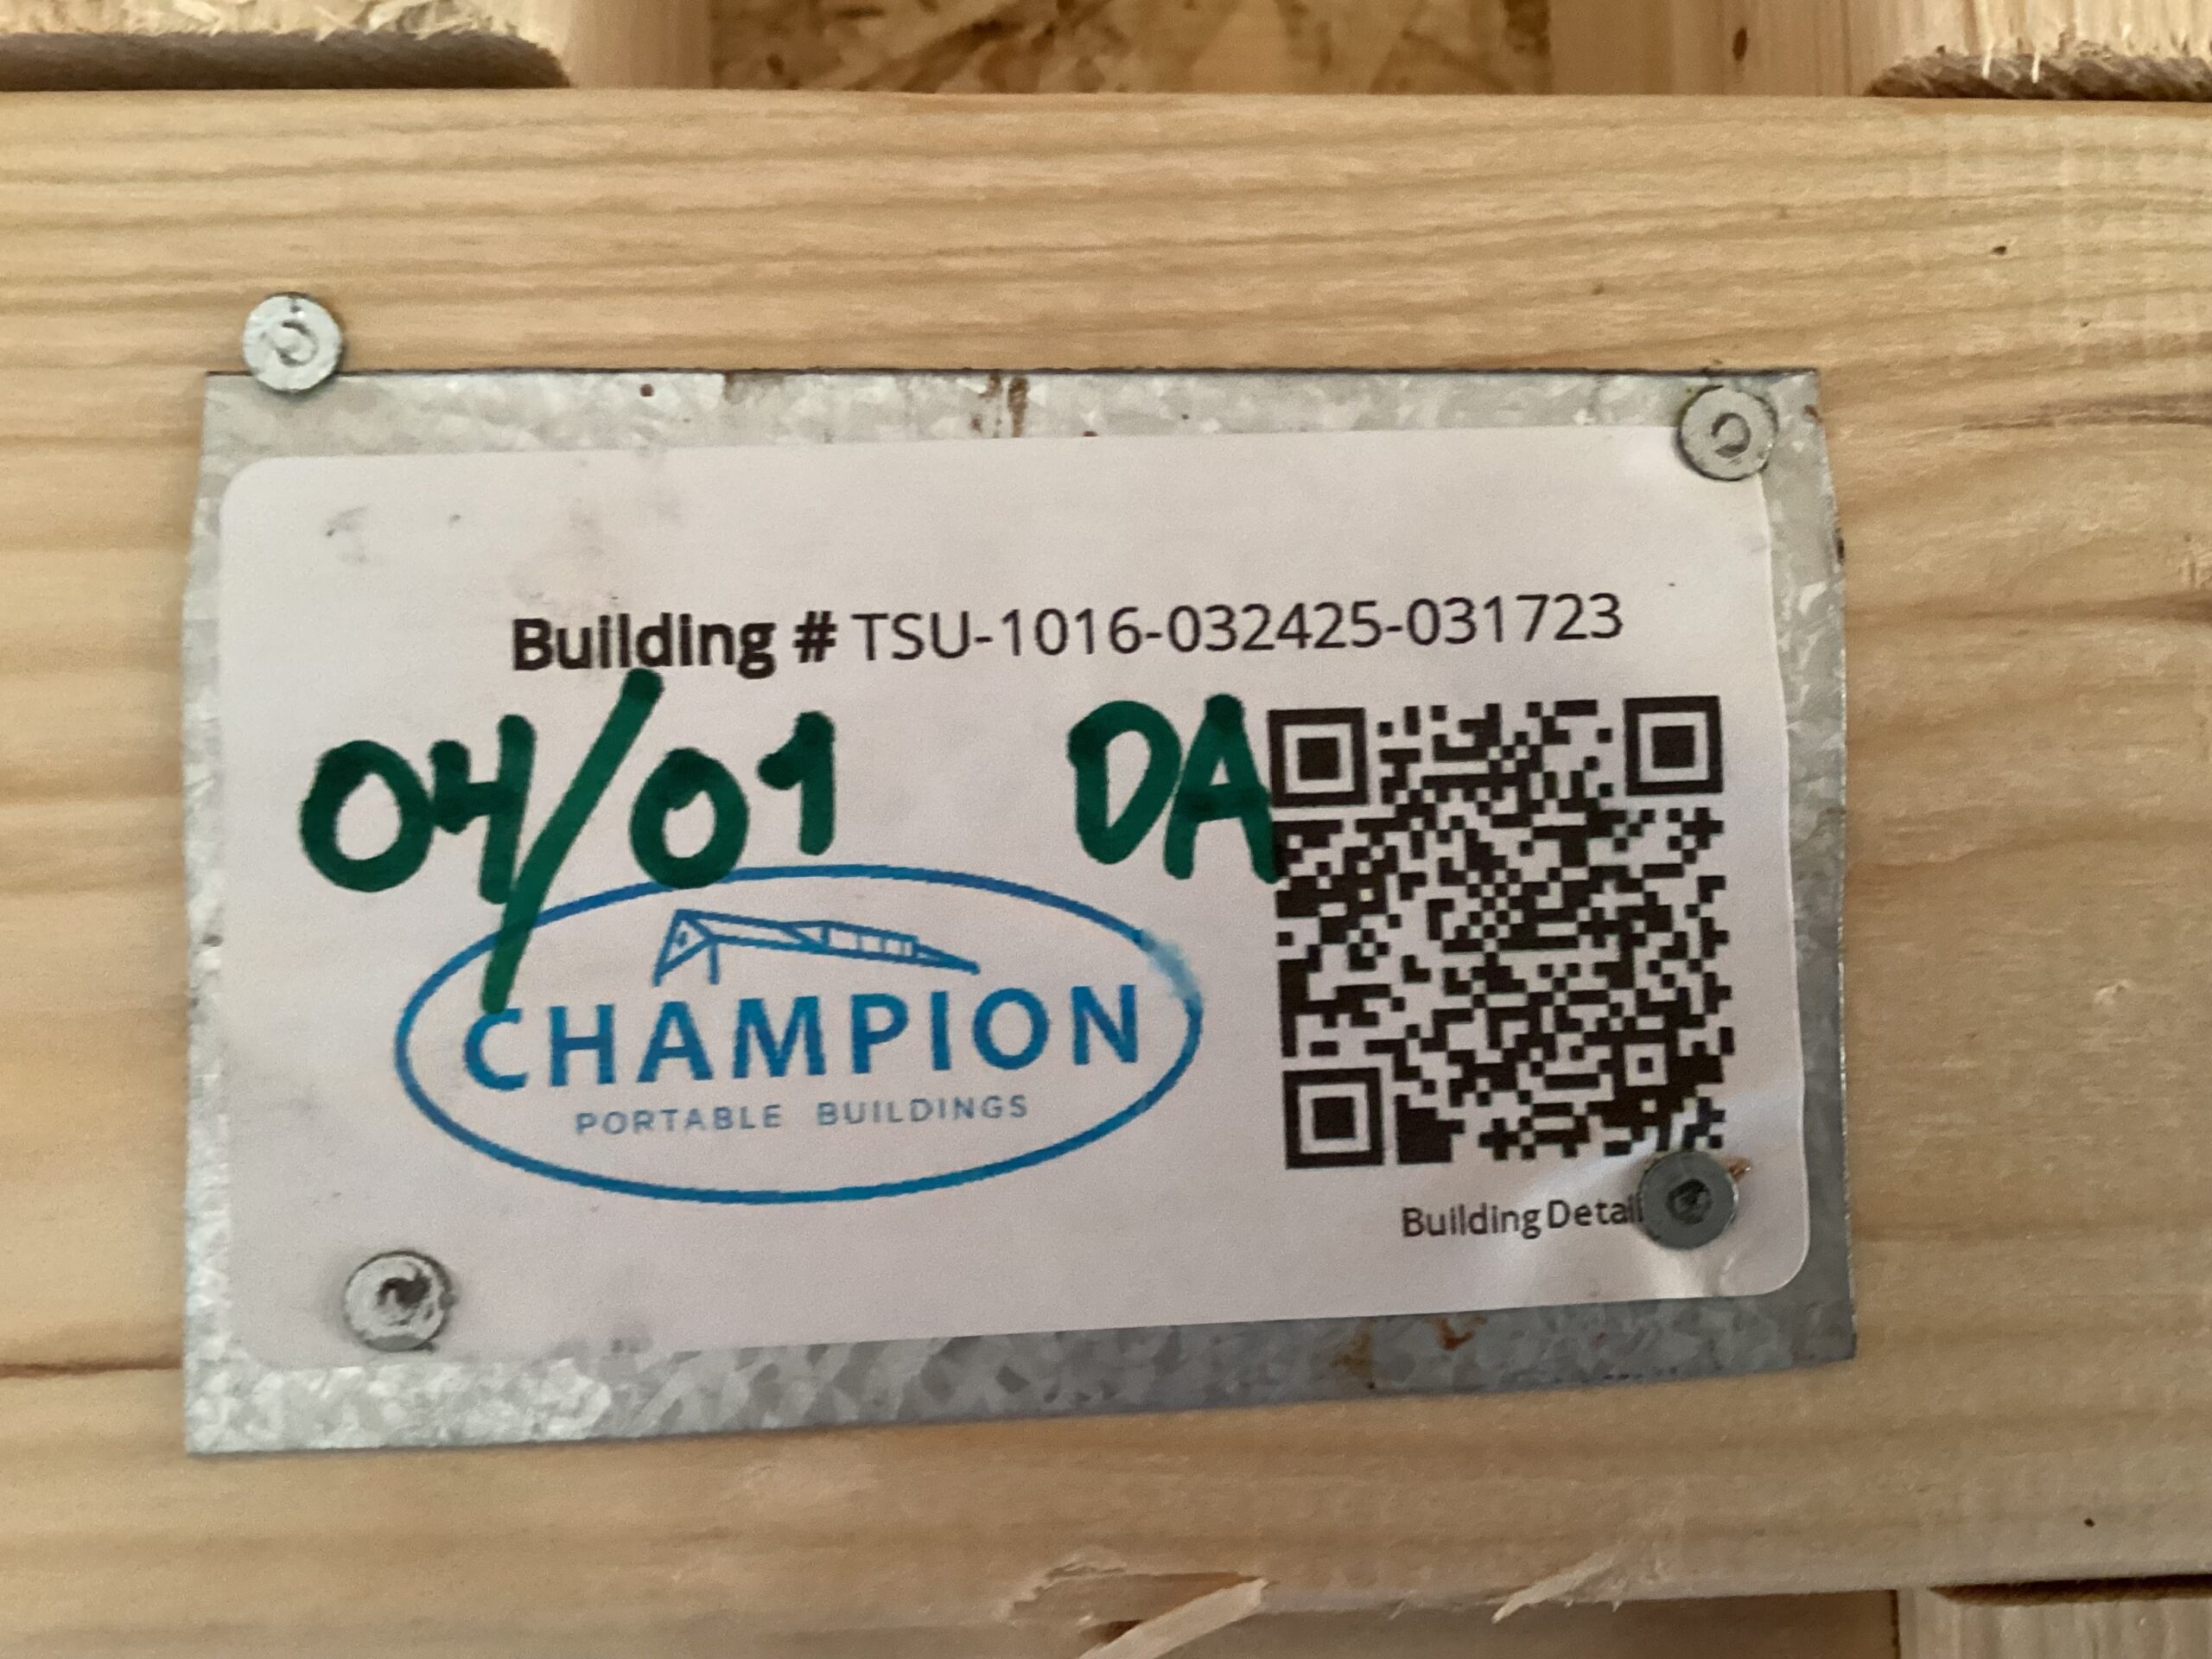 Building # TSU-1016-032425-031723
04/01 DA
CHAMPION
PORTABLE BUILDINGS
Building Detail